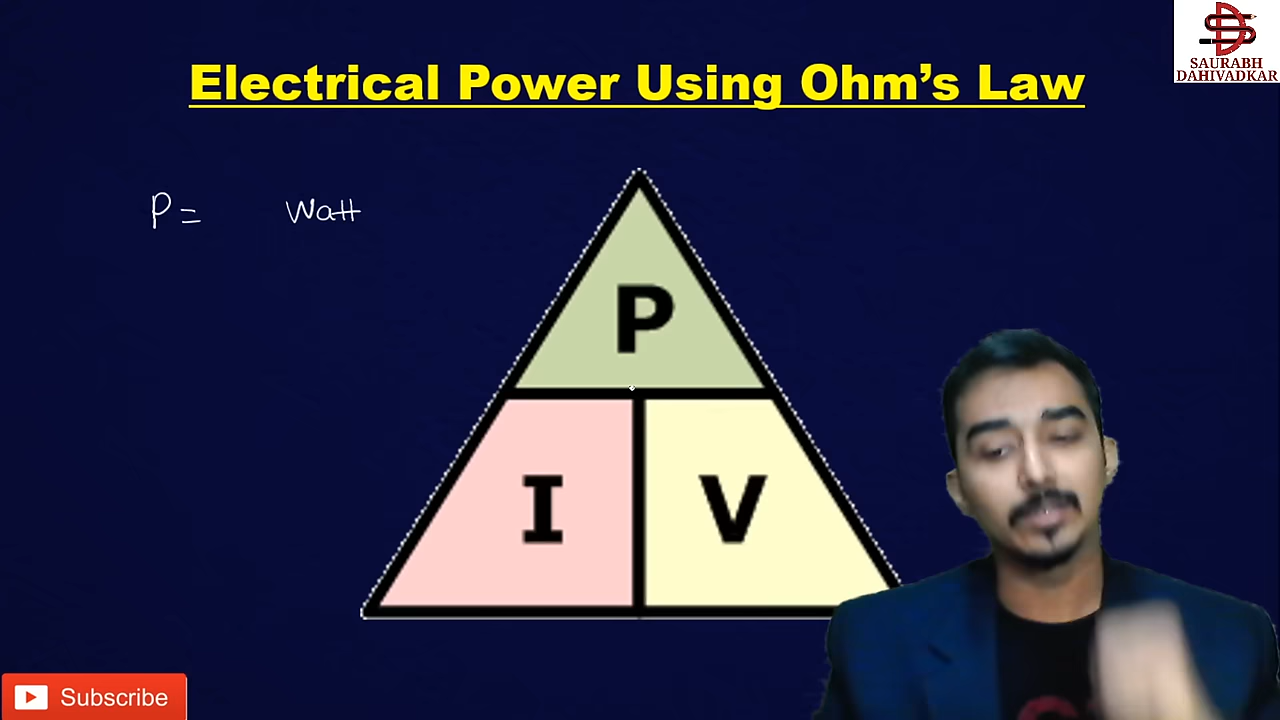 SAURABH
DAHIVADKAR
Electrical Power Using Ohm’s Law
P = Watt
P
I V
Subscribe